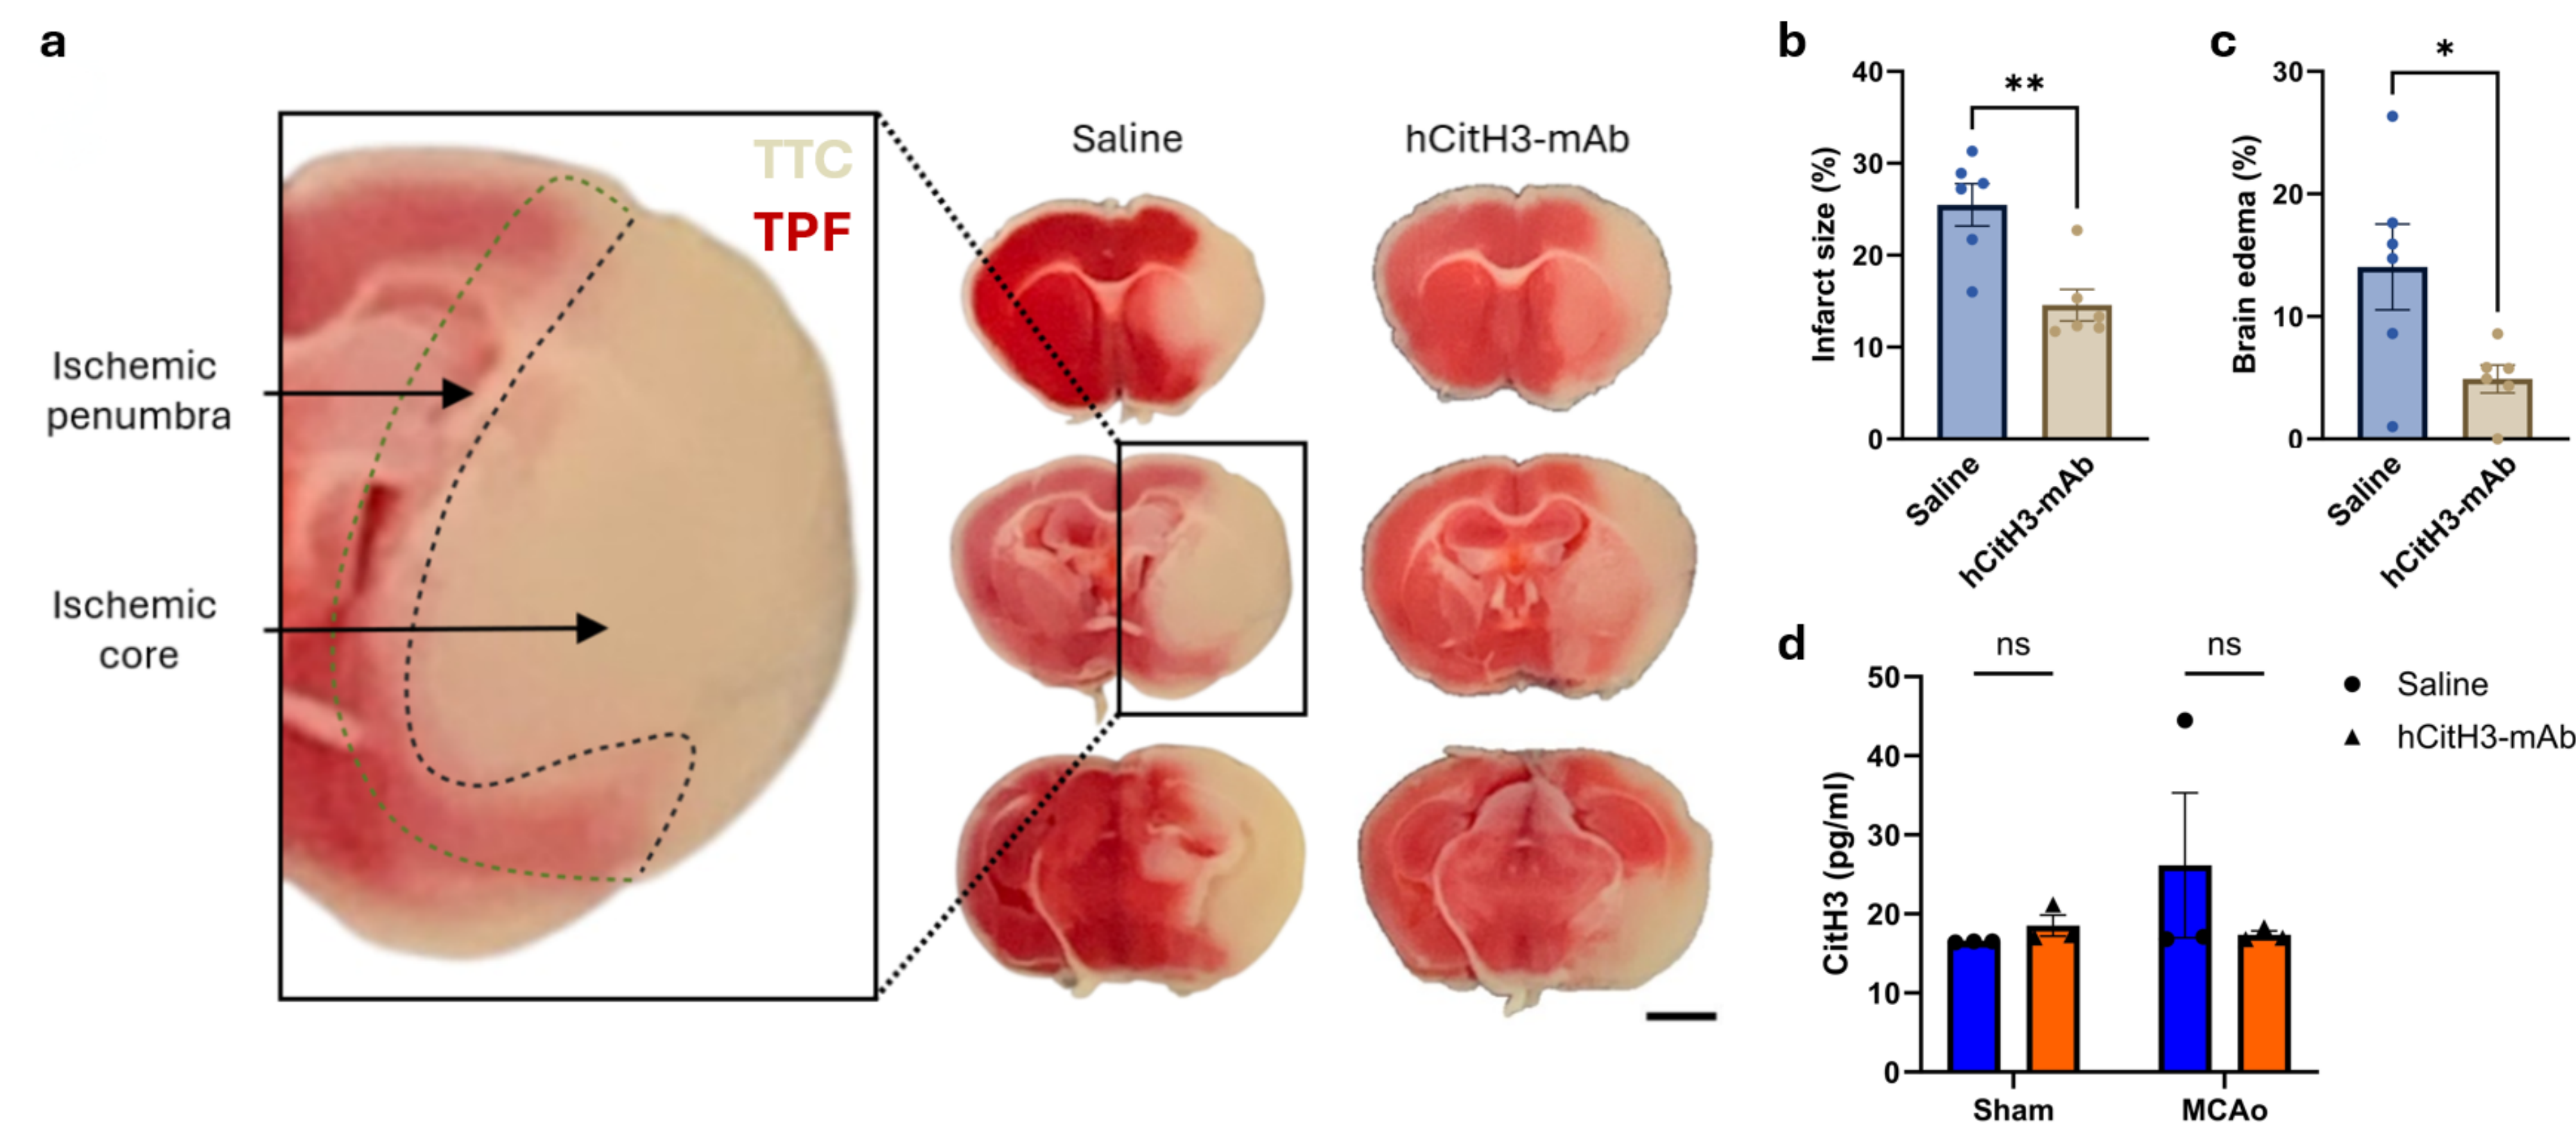 a
TTC
TPF
Ischemic
penumbra
Ischemic
core
Saline
hCitH3-mAb
b
Infarct size (%)
40
30
20
10
0
**
Saline
hCitH3-mAb
c
Brain edema (%)
30
20
10
0
*
Saline
hCitH3-mAb
d
CitH3 (pg/ml)
50
40
30
20
10
0
ns
ns
Sham
MCAo
Saline
hCitH3-mAb